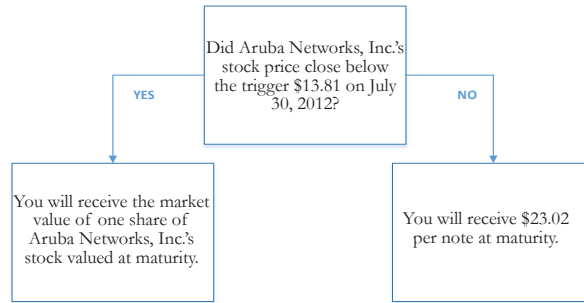 Did Aruba Networks, Inc.'s
stock price close below
the trigger $13.81 on July
30, 2012?
YES
NO
You will receive the market
value of one share of
Aruba Networks, Inc.'s
stock valued at maturity.
You will receive $23.02
per note at maturity.